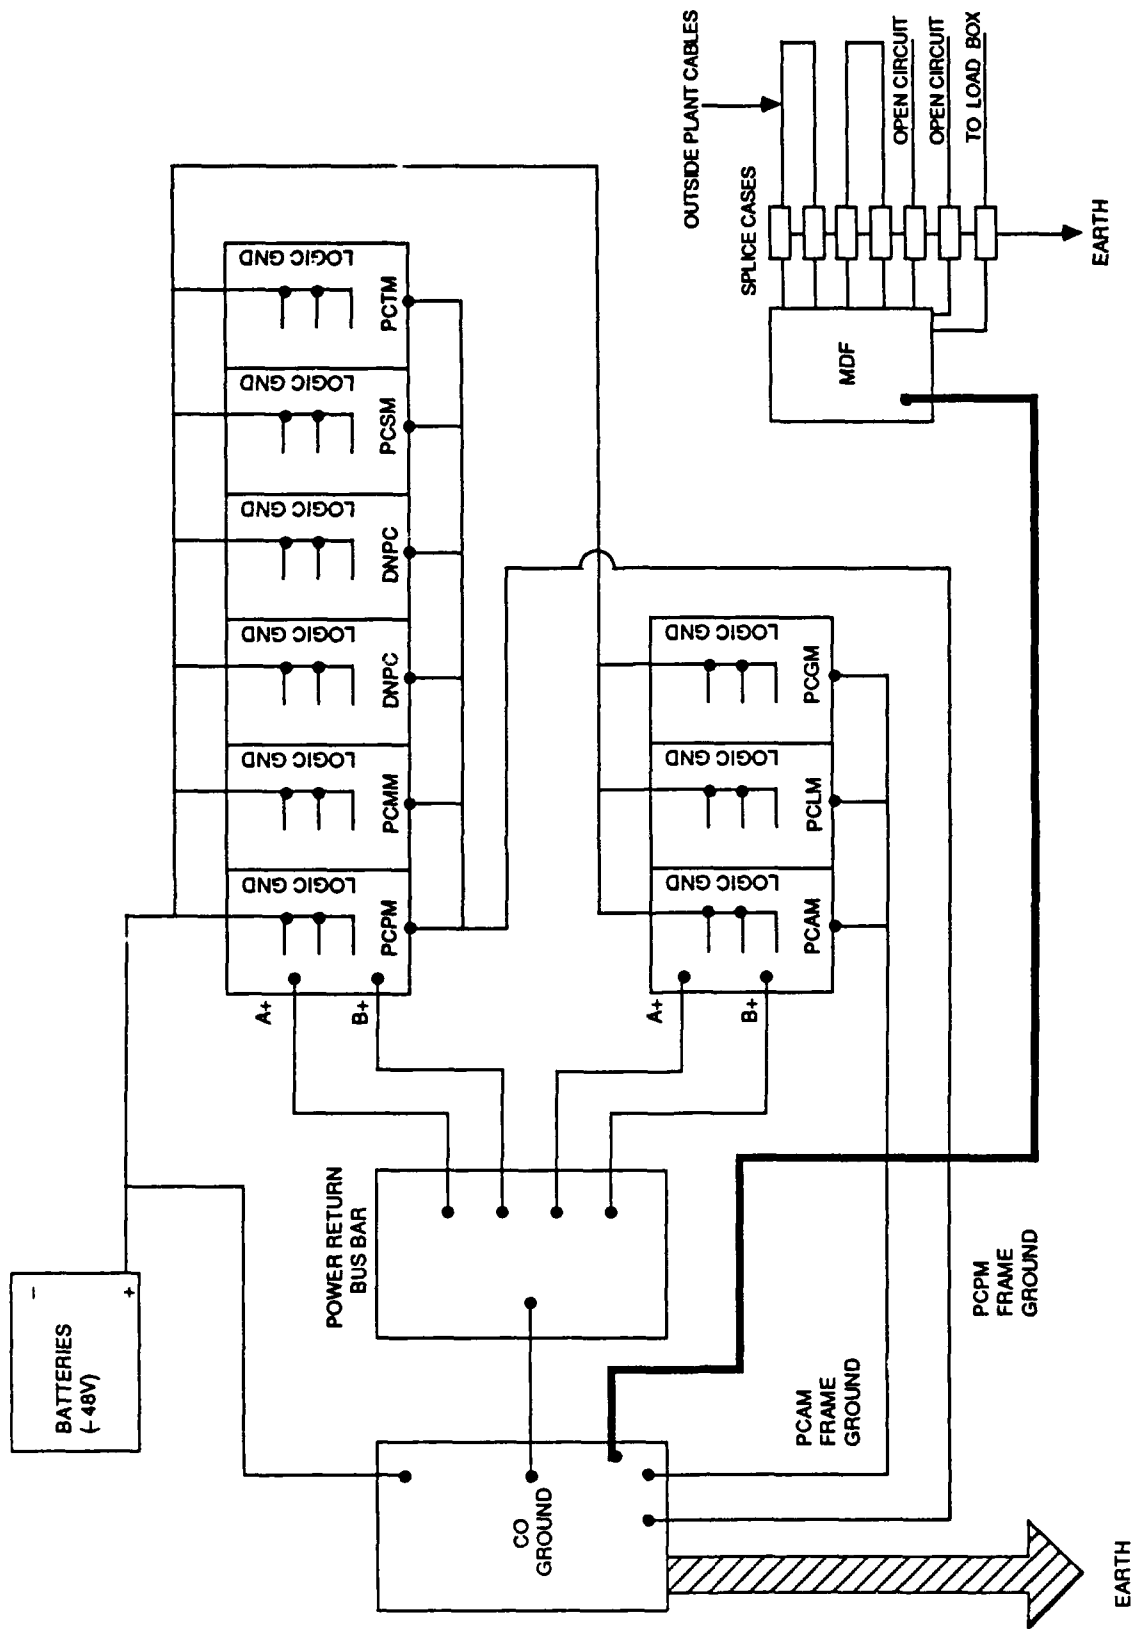 BATTERIES
(-48V)
-
+
CO
GROUND
EARTH
POWER RETURN
BUS BAR
PCAM
FRAME
GROUND
PCPM
FRAME
GROUND
A+
B+
LOGIC GND
PCPM
LOGIC GND
PCMM
LOGIC GND
DNPC
LOGIC GND
DNPC
LOGIC GND
PCSM
LOGIC GND
PCTM
A+
B+
LOGIC GND
PCAM
LOGIC GND
PCLM
LOGIC GND
PCGM
MDF
SPLICE CASES
OUTSIDE PLANT CABLES
OPEN CIRCUIT
OPEN CIRCUIT
TO LOAD BOX
EARTH